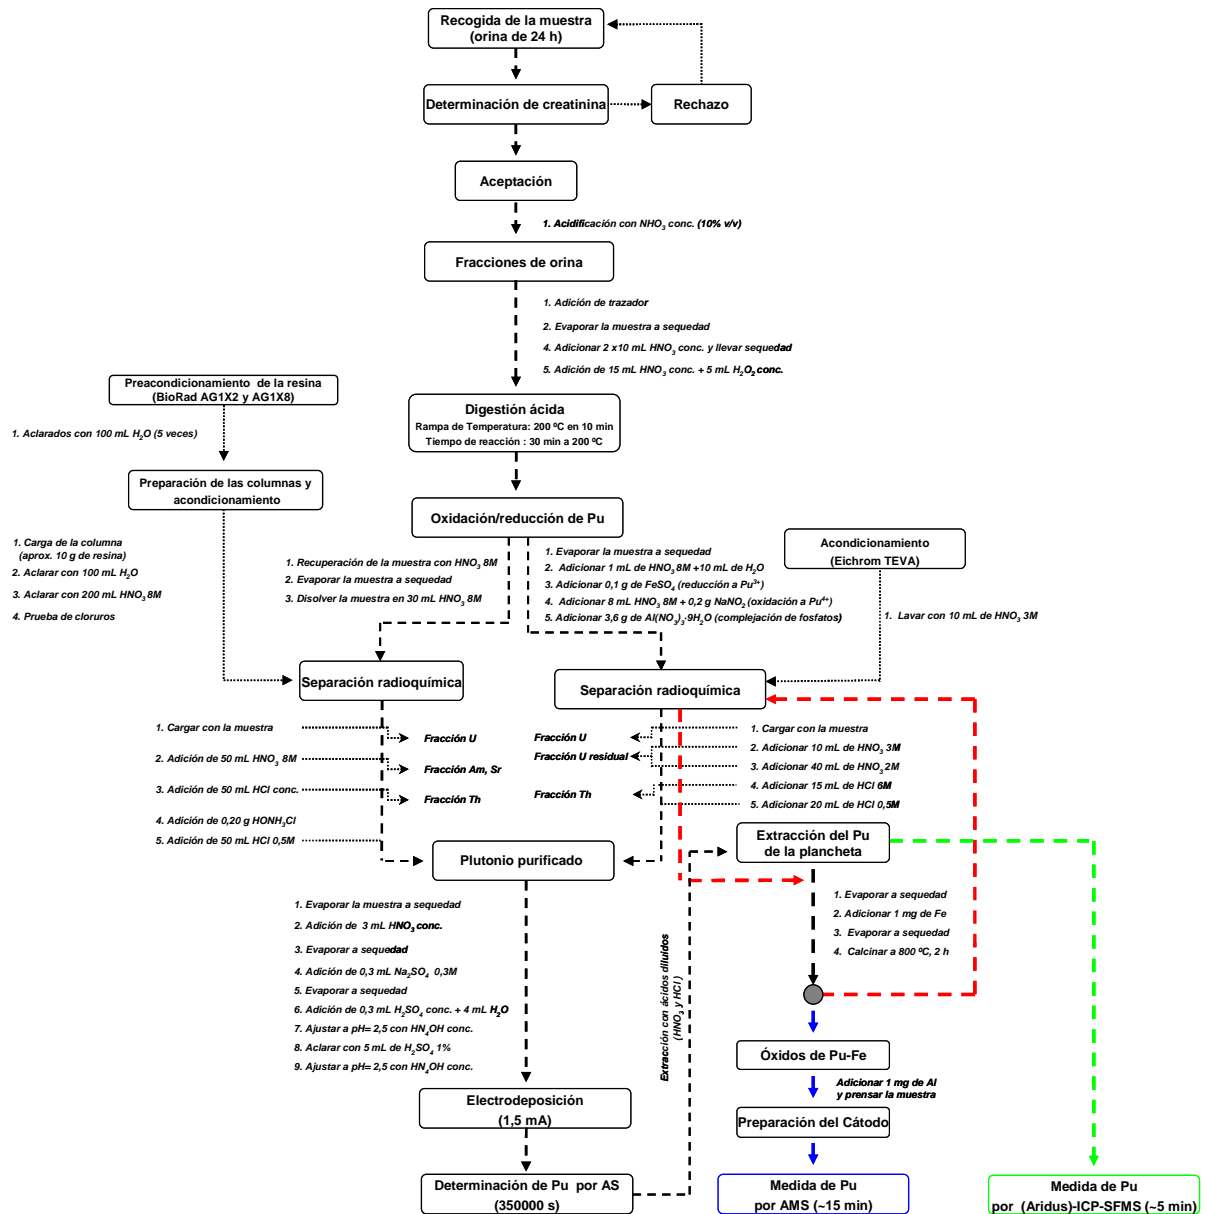 Recogida de la muestra
(orina de 24 h)
Determinación de creatinina
Rechazo
Aceptación
1. Acidificación con NHO₃ conc. (10% v/v)
Fracciones de orina
1. Adición de trazador
2. Evaporar la muestra a sequedad
4. Adicionar 2 x10 mL HNO₃ conc. y llevar sequedad
5. Adición de 15 mL HNO₃ conc. + 5 mL H₂O₂ conc.
Preacondicionamiento de la resina
(BioRad AG1X2 y AG1X8)
1. Aclarados con 100 mL H₂O (5 veces)
Digestión ácida
Rampa de Temperatura: 200 ºC en 10 min
Tiempo de reacción : 30 min a 200 ºC
Preparación de las columnas y
acondicionamiento
Oxidación/reducción de Pu
1. Carga de la columna
(aprox. 10 g de resina)
2. Aclarar con 100 mL H₂O
3. Aclarar con 200 mL HNO₃ 8M
4. Prueba de cloruros
1. Recuperación de la muestra con HNO₃ 8M
2. Evaporar la muestra a sequedad
3. Disolver la muestra en 30 mL HNO₃ 8M
1. Evaporar la muestra a sequedad
2. Adicionar 1 mL de HNO₃ 8M +10 mL de H₂O
3. Adicionar 0,1 g de FeSO₄ (reducción a Pu³⁺)
4. Adicionar 8 mL HNO₃ 8M + 0,2 g NaNO₂ (oxidación a Pu⁴⁺)
5. Adicionar 3,6 g de Al(NO₃)₃·9H₂O (complejación de fosfatos)
Acondicionamiento
(Eichrom TEVA)
1. Lavar con 10 mL de HNO₃ 3M
Separación radioquímica
Separación radioquímica
1. Cargar con la muestra
2. Adición de 50 mL HNO₃ 8M
3. Adición de 50 mL HCl conc.
4. Adición de 0,20 g HONH₃Cl
5. Adición de 50 mL HCl 0,5M
Fracción U
Fracción Am, Sr
Fracción Th
Fracción U
Fracción U residual
Fracción Th
1. Cargar con la muestra
2. Adicionar 10 mL de HNO₃ 3M
3. Adicionar 40 mL de HNO₃ 2M
4. Adicionar 15 mL de HCl 6M
5. Adicionar 20 mL de HCl 0,5M
Plutonio purificado
Extracción del Pu
de la plancheta
1. Evaporar la muestra a sequedad
2. Adición de 3 mL HNO₃ conc.
3. Evaporar a sequedad
4. Adición de 0,3 mL Na₂SO₄ 0,3M
5. Evaporar a sequedad
6. Adición de 0,3 mL H₂SO₄ conc. + 4 mL H₂O
7. Ajustar a pH= 2,5 con HN₄OH conc.
8. Aclarar con 5 mL de H₂SO₄ 1%
9. Ajustar a pH= 2,5 con HN₄OH conc.
Extracción con ácidos diluidos
(HNO₃ y HCl)
1. Evaporar a sequedad
2. Adicionar 1 mg de Fe
3. Evaporar a sequedad
4. Calcinar a 800 ºC, 2 h
Óxidos de Pu-Fe
Adicionar 1 mg de Al
y prensar la muestra
Electrodeposición
(1,5 mA)
Preparación del Cátodo
Determinación de Pu por AS
(350000 s)
Medida de Pu
por AMS (~15 min)
Medida de Pu
por (Aridus)-ICP-SFMS (~5 min)